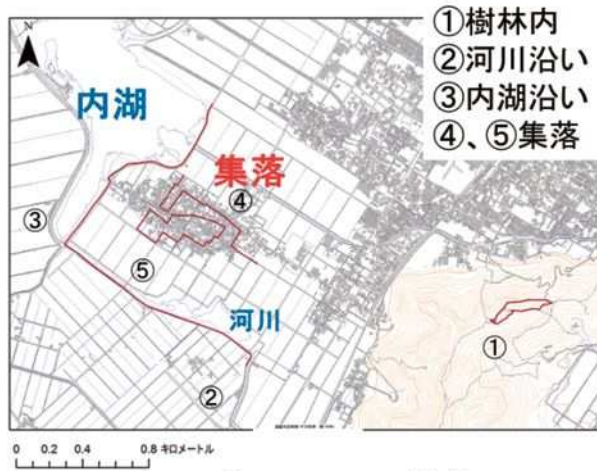 ①樹林内
②河川沿い
③内湖沿い
④、⑤集落
N
内湖
集落
④
③
⑤
河川
①
②
0 0.2 0.4 0.8 キロメートル